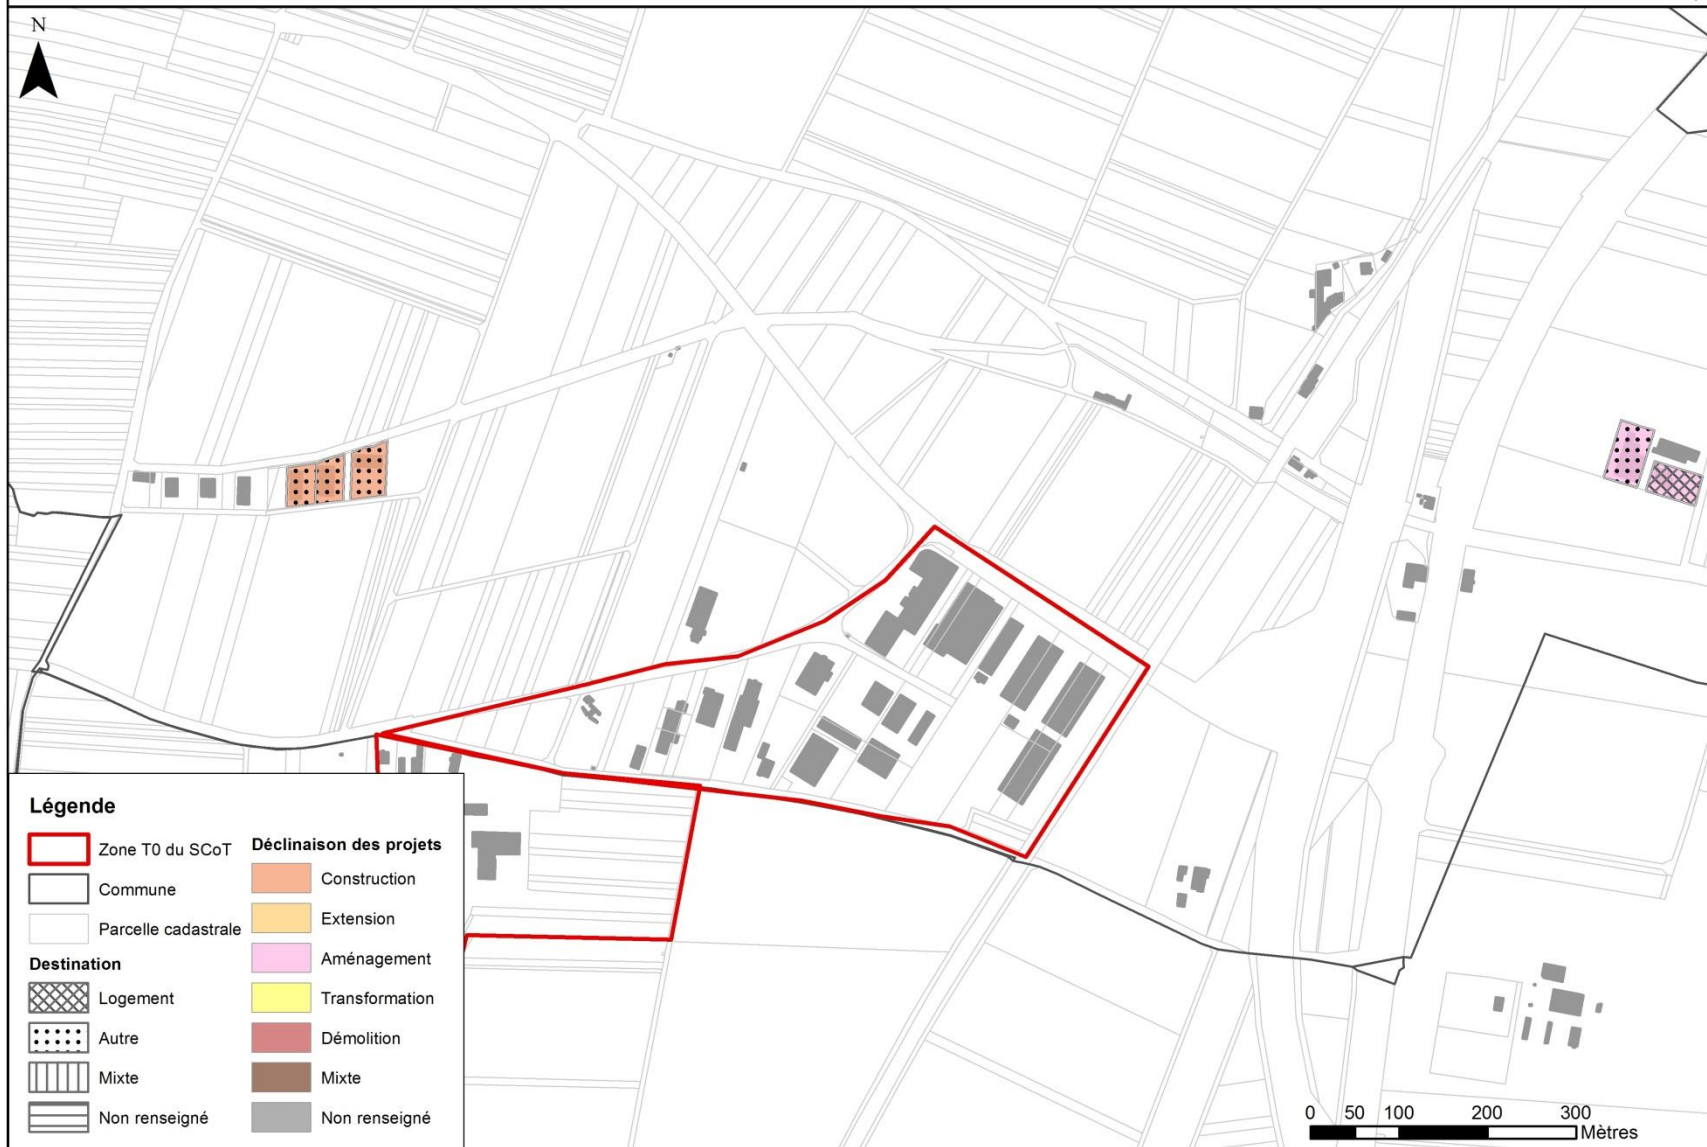 N
Légende
Zone T0 du SCoT
Commune
Parcelle cadastrale
Destination
Logement
Autre
Mixte
Non renseigné
Déclinaison des projets
Construction
Extension
Aménagement
Transformation
Démolition
Mixte
Non renseigné
0 50 100 200 300
Mètres